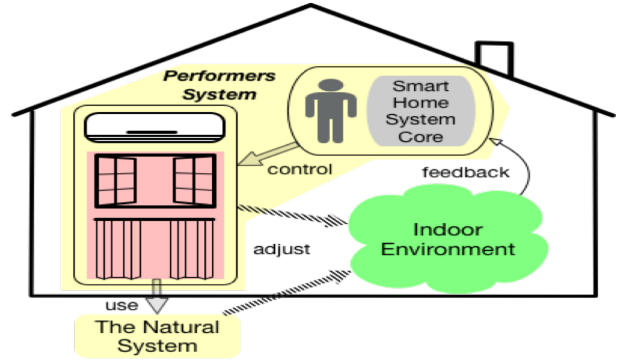 Performers
System
Smart
Home
System
Core
control
feedback
Indoor
Environment
adjust
use
The Natural
System